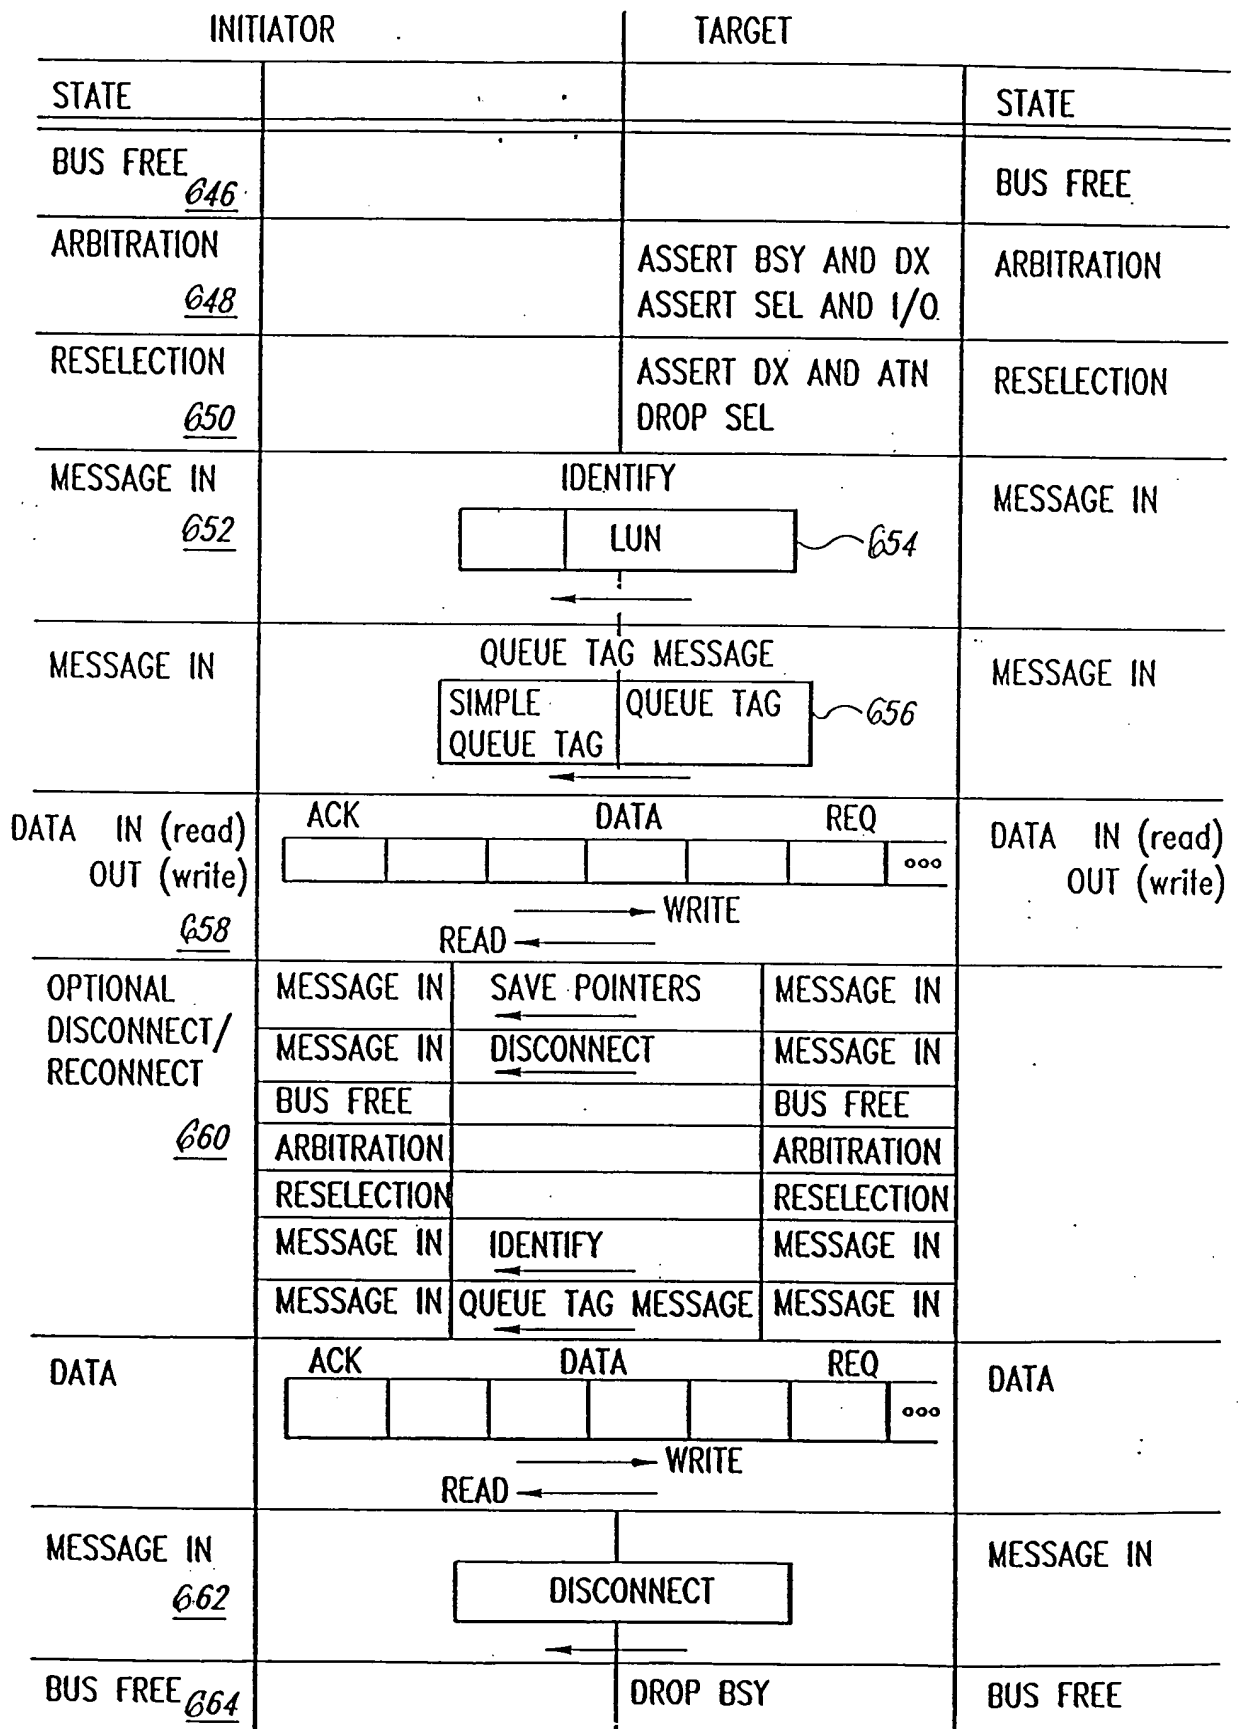 INITIATOR TARGET
STATE STATE
BUS FREE 646 BUS FREE
ARBITRATION 648 ASSERT BSY AND DX ARBITRATION
ASSERT SEL AND I/O
RESELECTION 650 ASSERT DX AND ATN RESELECTION
DROP SEL
MESSAGE IN 652 IDENTIFY MESSAGE IN
LUN 654
MESSAGE IN QUEUE TAG MESSAGE MESSAGE IN
SIMPLE QUEUE TAG 656
QUEUE TAG
ACK DATA REQ
DATA IN (read) DATA IN (read)
OUT (write) ooo OUT (write)
658 WRITE
READ
OPTIONAL MESSAGE IN SAVE POINTERS MESSAGE IN
DISCONNECT/ MESSAGE IN DISCONNECT MESSAGE IN
RECONNECT BUS FREE BUS FREE
660 ARBITRATION ARBITRATION
RESELECTION RESELECTION
MESSAGE IN IDENTIFY MESSAGE IN
MESSAGE IN QUEUE TAG MESSAGE MESSAGE IN
DATA ACK DATA REQ DATA
ooo
WRITE
READ
MESSAGE IN MESSAGE IN
662 DISCONNECT
BUS FREE 664 DROP BSY BUS FREE